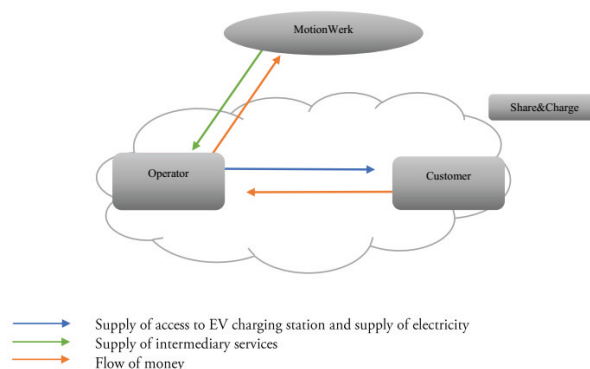 MotionWerk
Share&Charge
Operator
Customer
Supply of access to EV charging station and supply of electricity
Supply of intermediary services
Flow of money